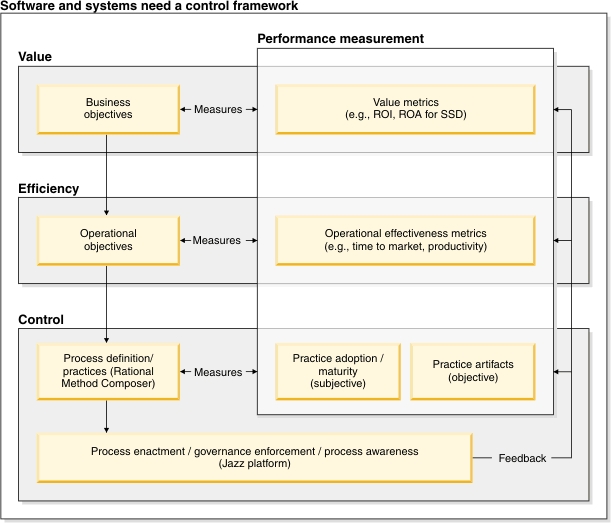 Software and systems need a control framework
Performance measurement
Value
Business
objectives
Measures
Value metrics
(e.g., ROI, ROA for SSD)
Efficiency
Operational
objectives
Measures
Operational effectiveness metrics
(e.g., time to market, productivity)
Control
Process definition/
practices (Rational
Method Composer)
Measures
Practice adoption /
maturity
(subjective)
Practice artifacts
(objective)
Process enactment / governance enforcement / process awareness
(Jazz platform)
Feedback